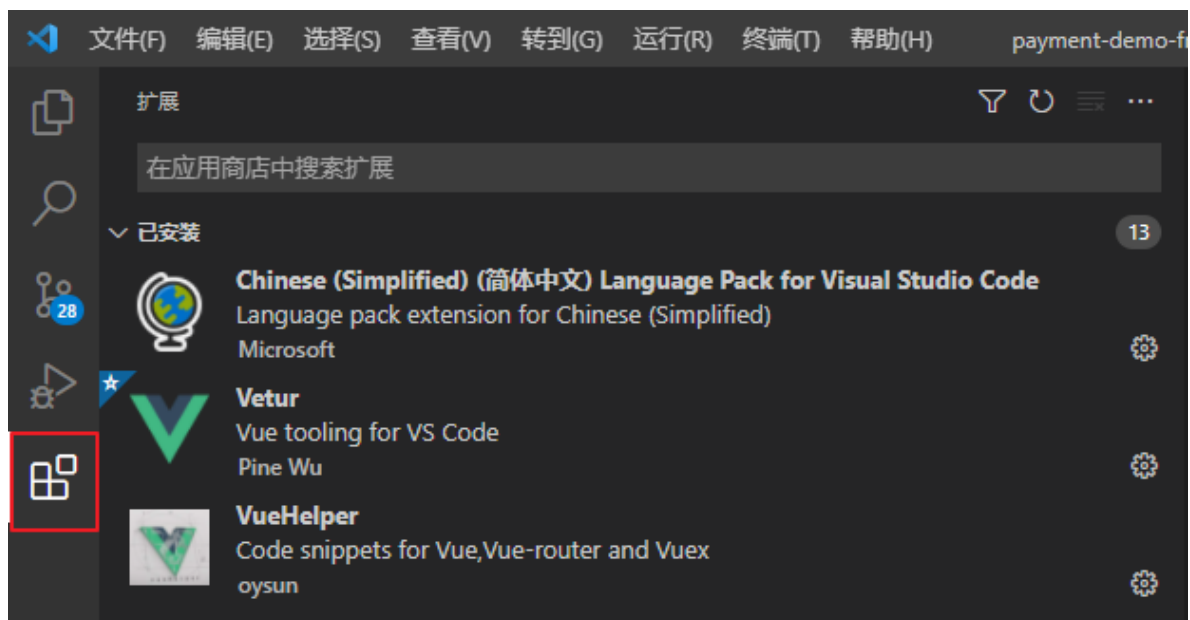 文件(F) 编辑(E) 选择(S) 查看(V) 转到(G) 运行(R) 终端(T) 帮助(H) payment-demo-fr
扩展
在应用商店中搜索扩展
已安装 13
Chinese (Simplified) (简体中文) Language Pack for Visual Studio Code
Language pack extension for Chinese (Simplified)
28
Microsoft
Vetur
Vue tooling for VS Code
Pine Wu
VueHelper
Code snippets for Vue,Vue-router and Vuex
oysun